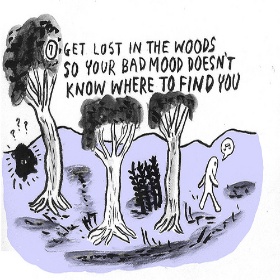 ① GET LOST IN THE WOODS
SO YOUR BAD MOOD DOESN'T
KNOW WHERE TO FIND YOU
? ? ?